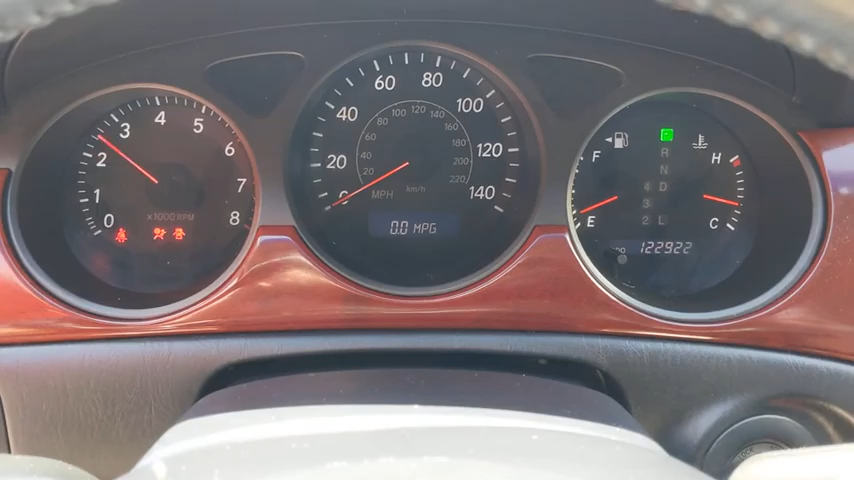 0 1 2 3 4 5 6 7 8
×1000 RPM
0 20 40 60 80 100 120 140
20 40 60 80 100 120 140 160 180 200 220
MPH
km/h
0.0 MPG
F
E
R
N
4 D
3
2 L
H
C
122922
LOCK